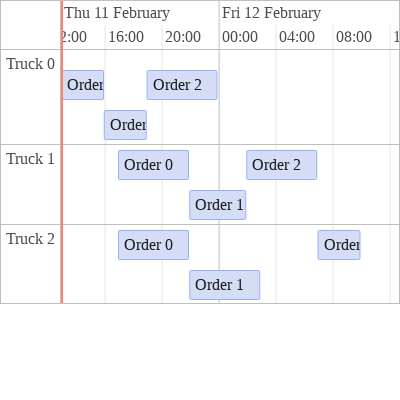 Thu 11 February Fri 12 February
2:00 16:00 20:00 00:00 04:00 08:00 1
Truck 0
Order Order 2
Order
Truck 1
Order 0 Order 2
Order 1
Truck 2
Order 0 Order
Order 1